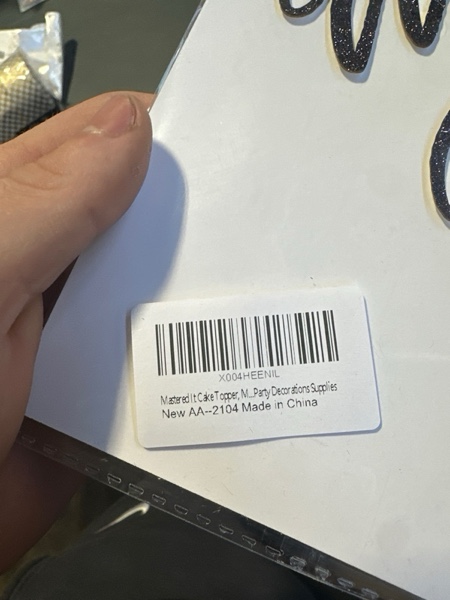 X004HEENIL
Mastered It Cake Topper, M...Party Decorations Supplies
New AA--2104 Made in China